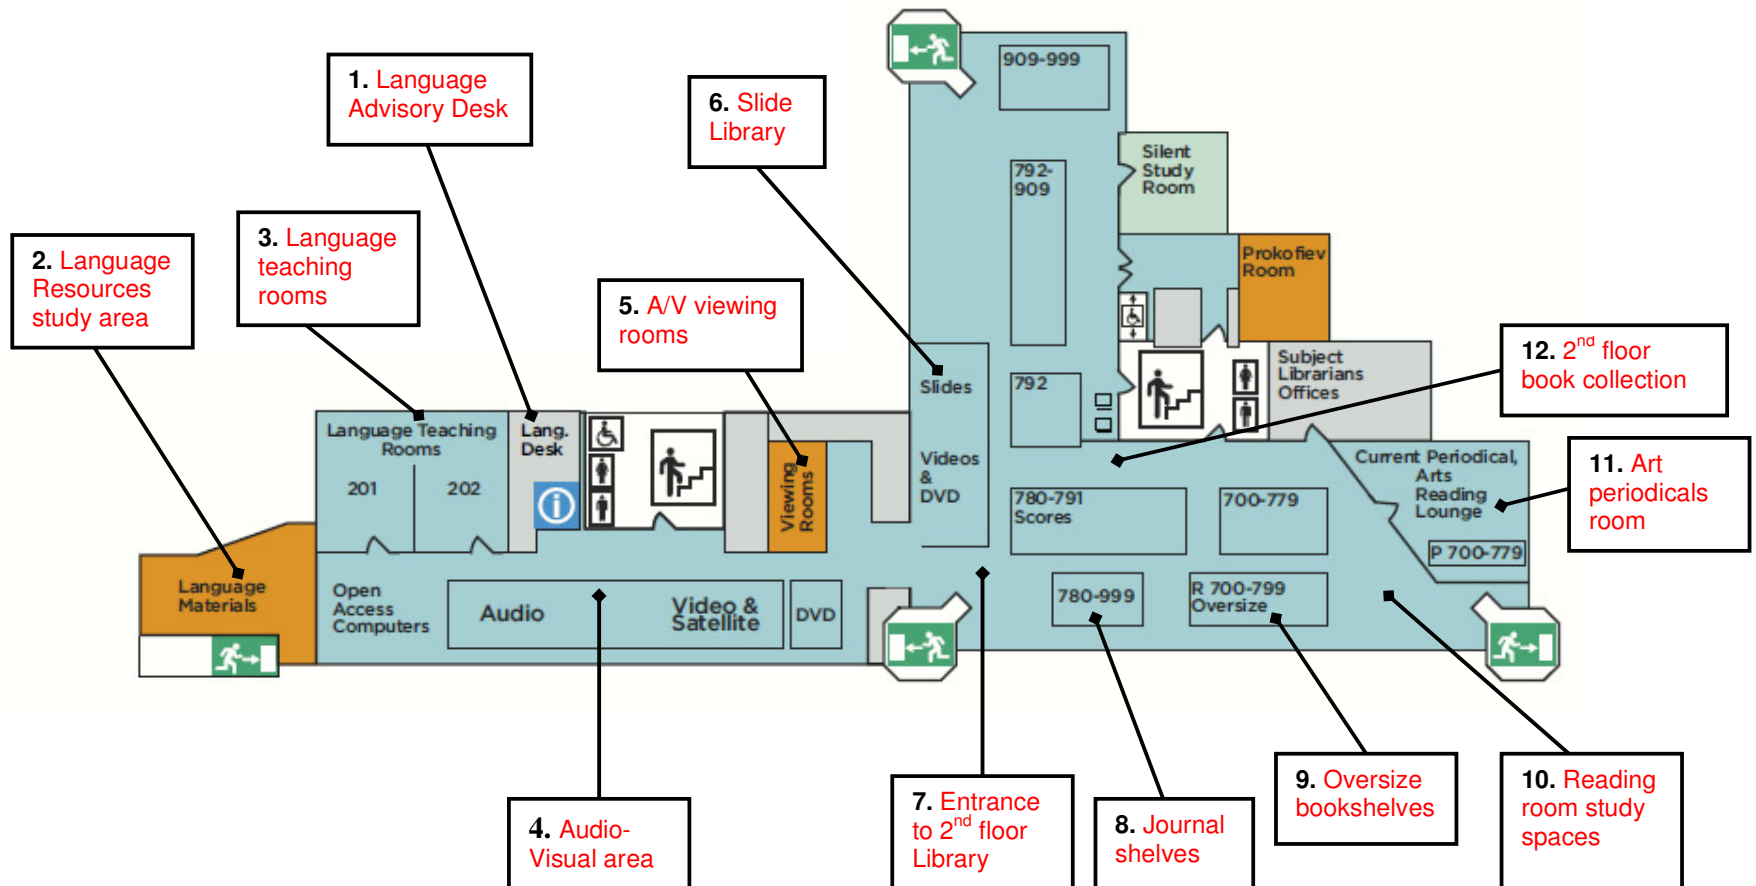 1. Language
Advisory Desk
6. Slide
Library
2. Language
Resources
study area
3. Language
teaching
rooms
5. A/V viewing
rooms
12. 2nd floor
book collection
11. Art
periodicals
room
4. Audio-
Visual area
7. Entrance
to 2nd floor
Library
8. Journal
shelves
9. Oversize
bookshelves
10. Reading
room study
spaces
909-999
792-
909
Silent
Study
Room
Prokofiev
Room
Subject
Librarians
Offices
792
Slides
Videos
&
DVD
Language Teaching
Rooms
201
202
Lang.
Desk
i
Viewing
Rooms
780-791
Scores
700-779
Current Periodical,
Arts
Reading
Lounge
P 700-779
Language
Materials
Open
Access
Computers
Audio
Video &
Satellite
DVD
780-999
R 700-799
Oversize